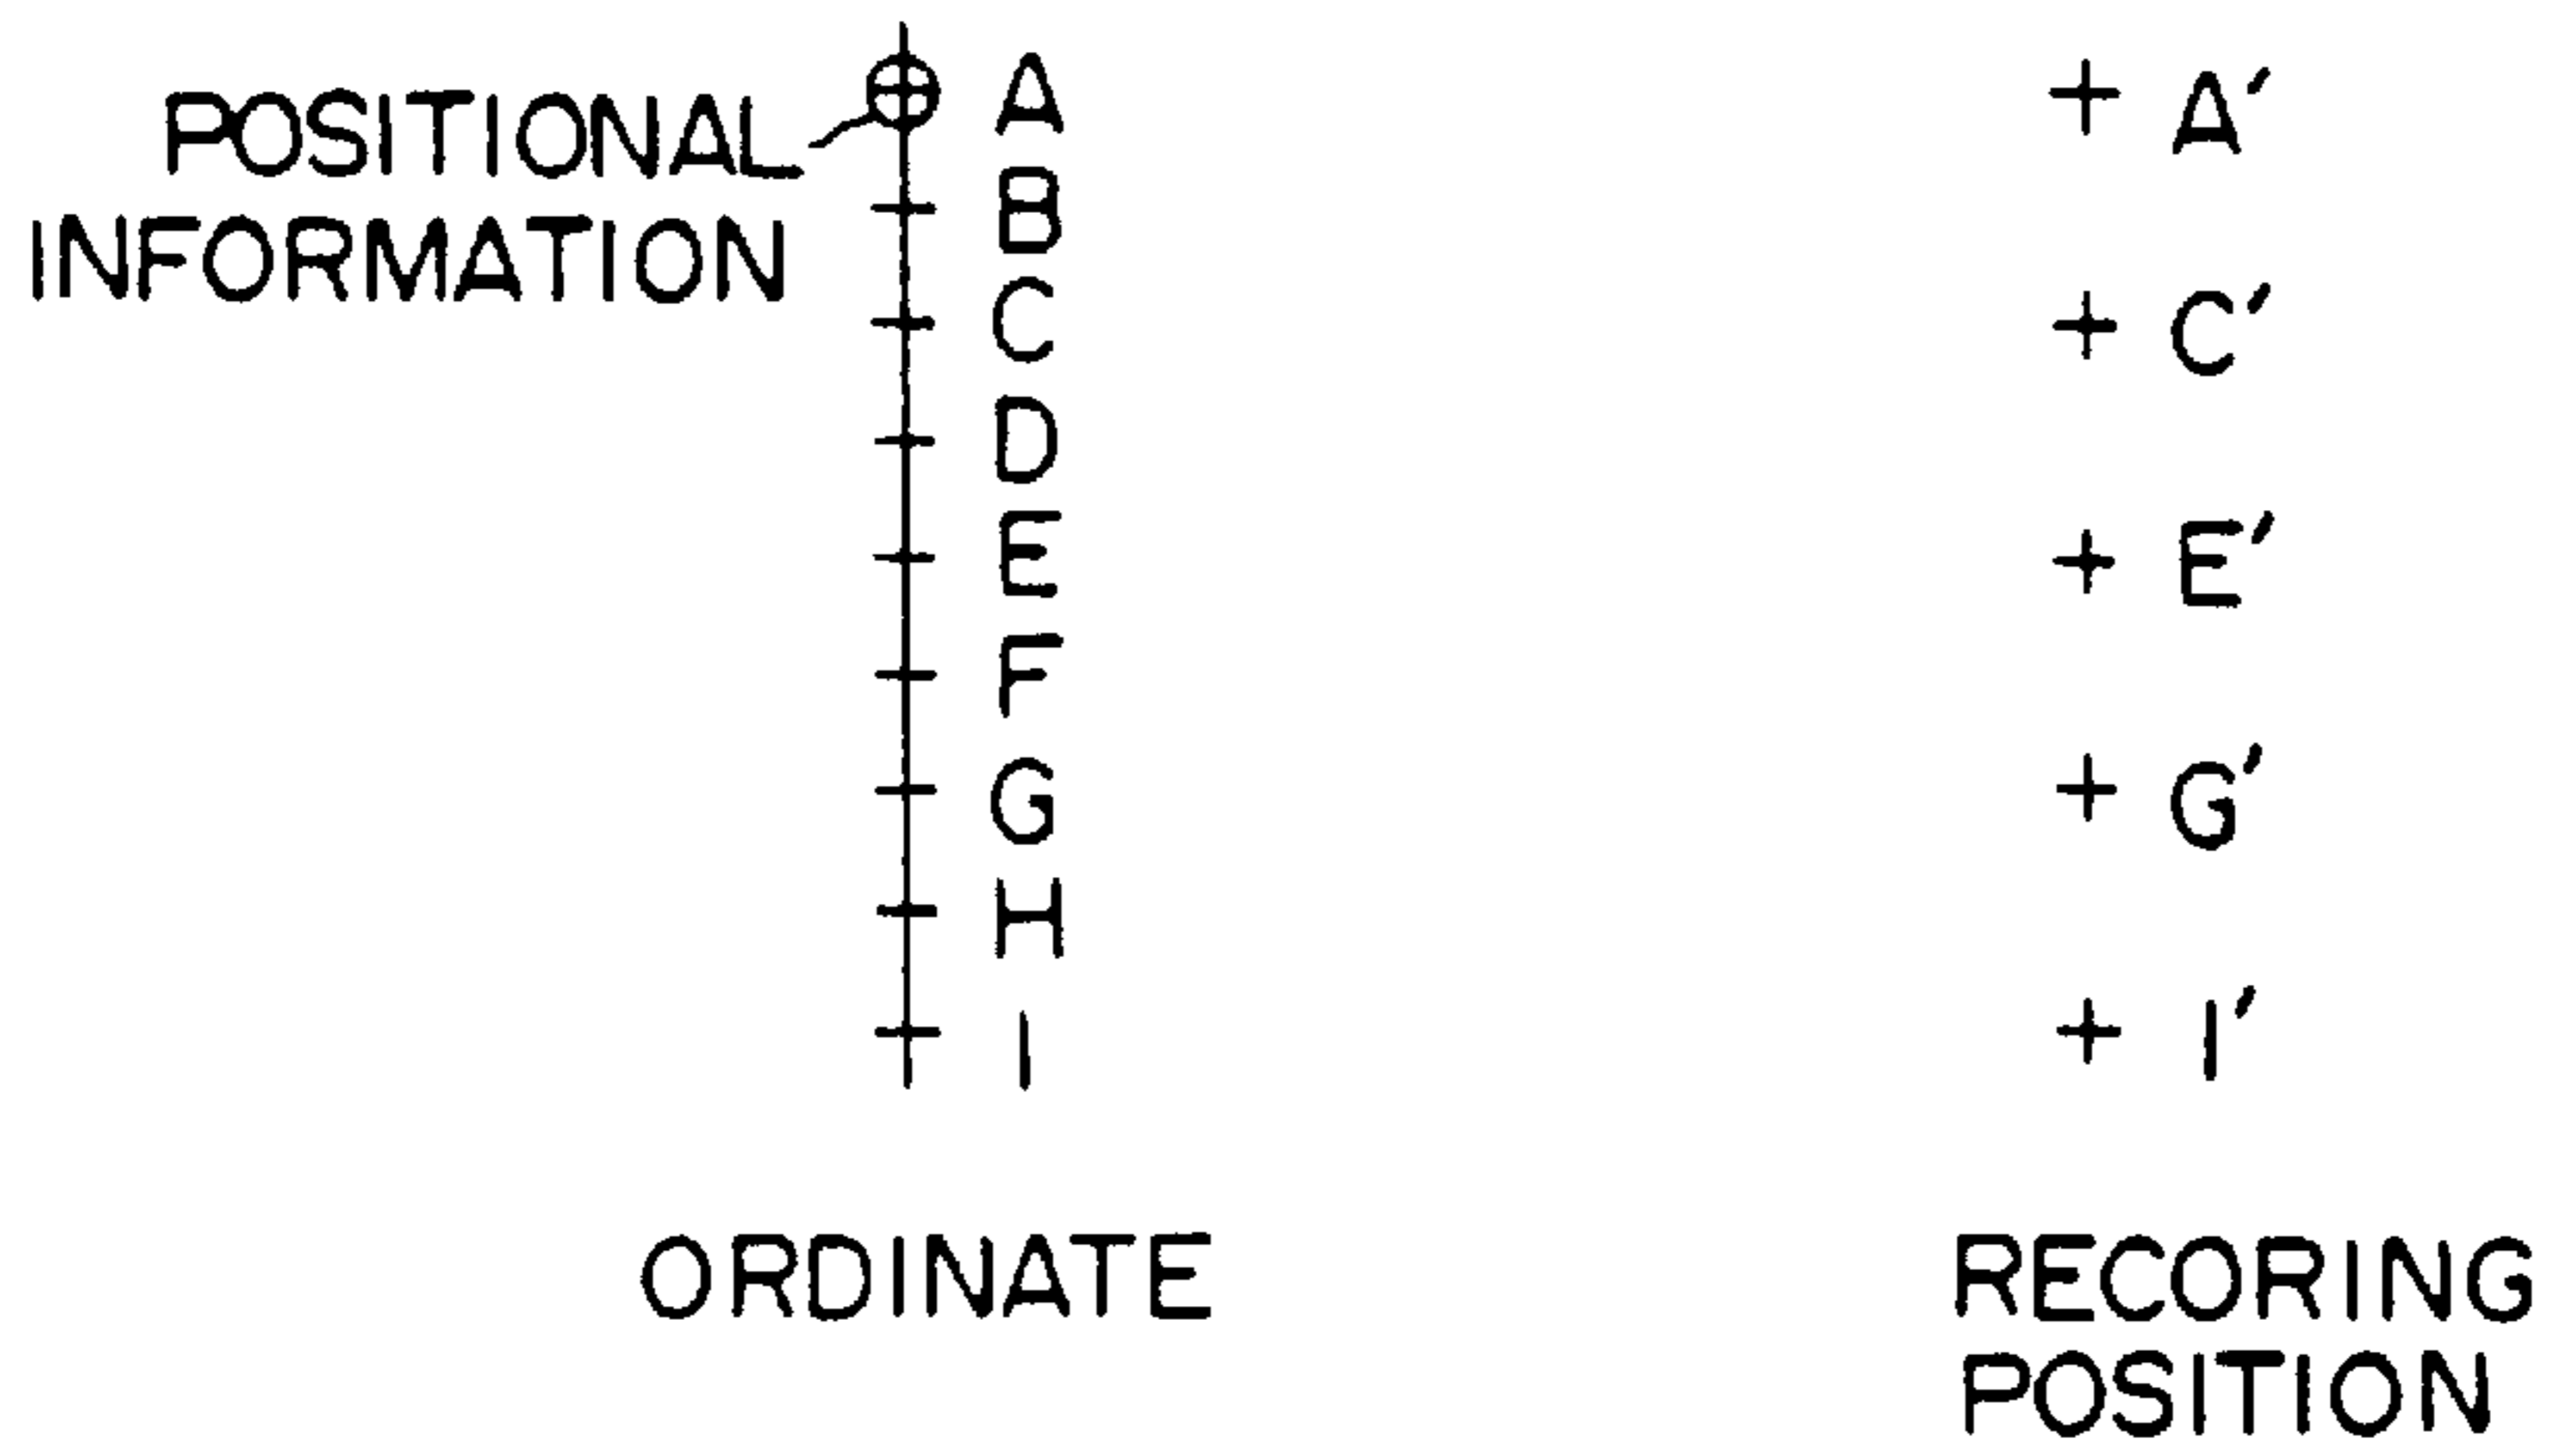 POSITIONAL
INFORMATION
A
B
C
D
E
F
G
H
I
ORDINATE
A'
C'
E'
G'
I'
RECORING
POSITION